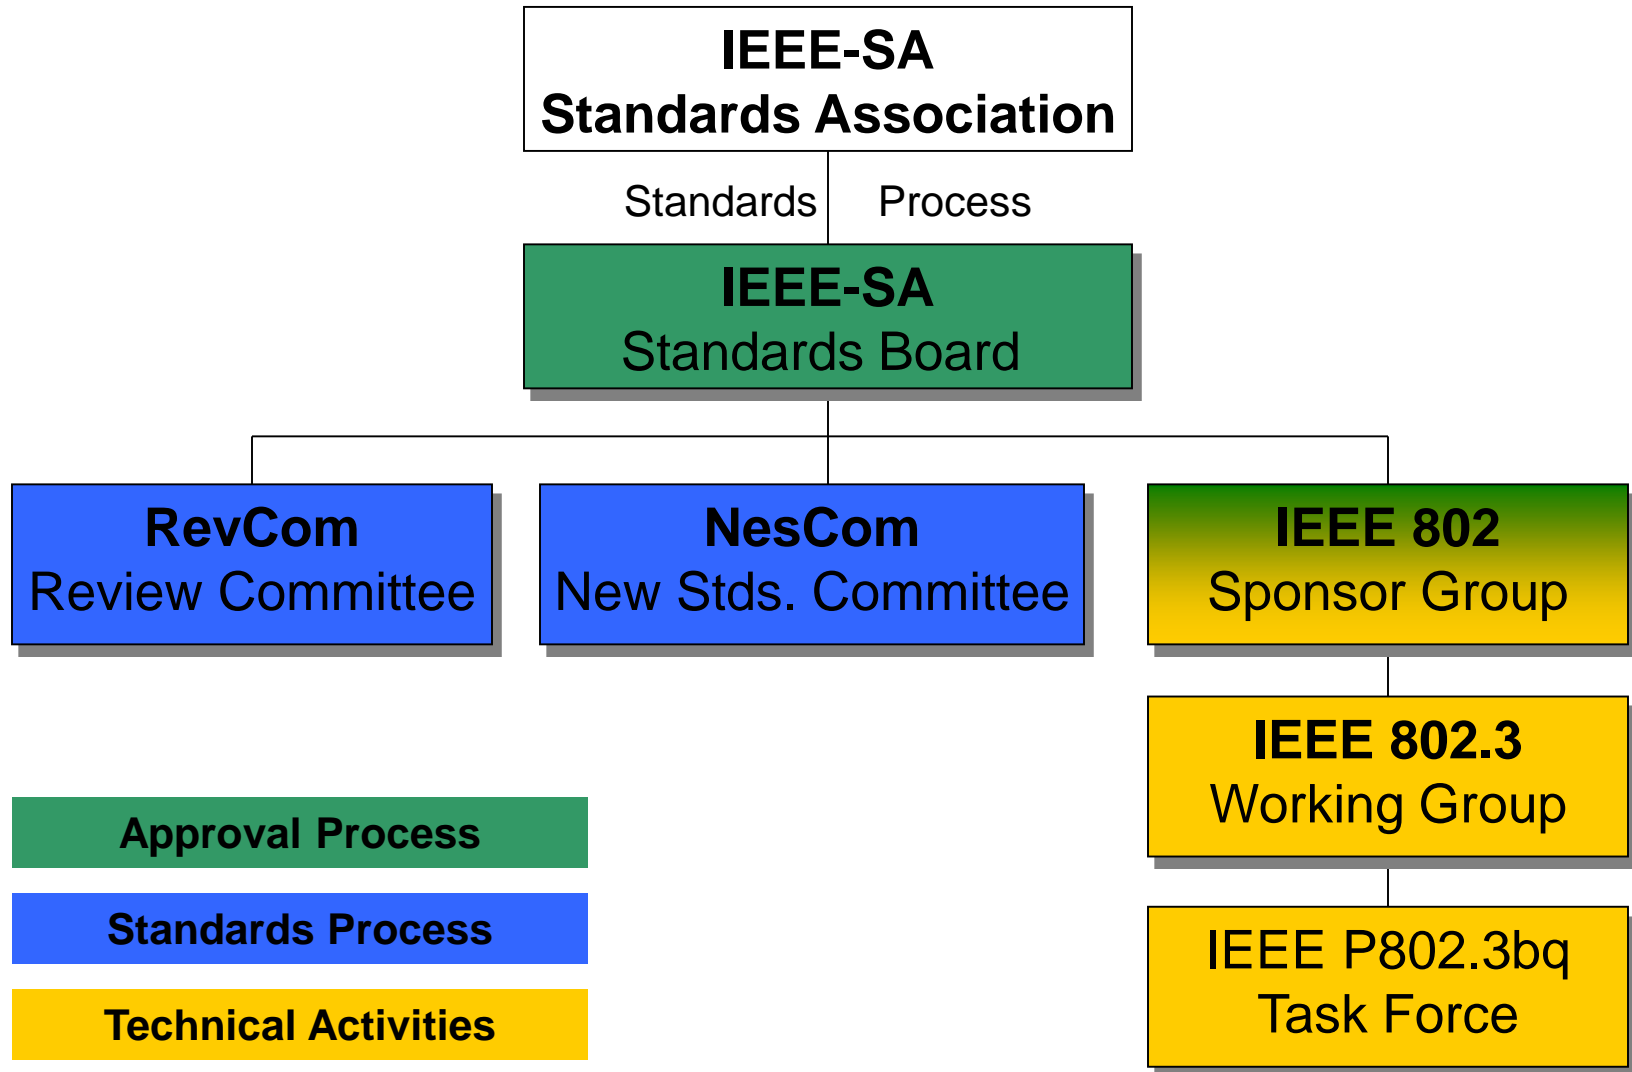 IEEE-SA
Standards Association
Standards Process
IEEE-SA
Standards Board
RevCom
Review Committee
NesCom
New Stds. Committee
IEEE 802
Sponsor Group
IEEE 802.3
Working Group
IEEE P802.3bq
Task Force
Approval Process
Standards Process
Technical Activities